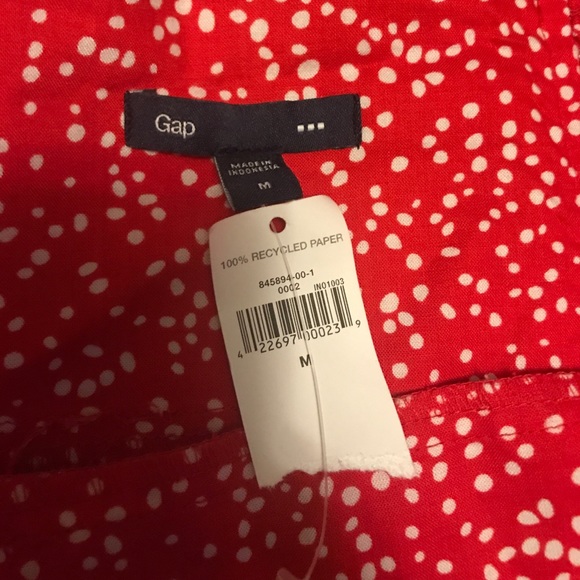 Gap
MADE IN
INDONESIA
M
100% RECYCLED PAPER
845894-00-1
0002 IN01003
4 22697 00023 9
M